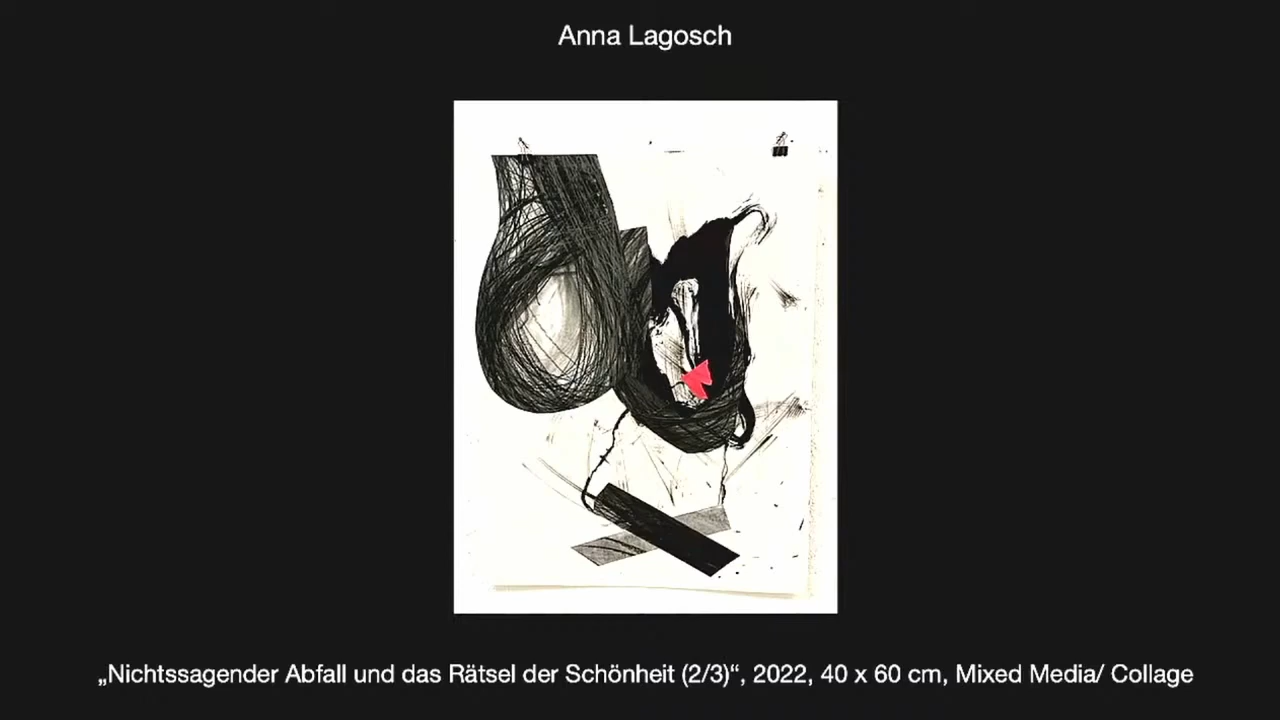 Anna Lagosch
„Nichtssagender Abfall und das Rätsel der Schönheit (2/3)“, 2022, 40 x 60 cm, Mixed Media/ Collage